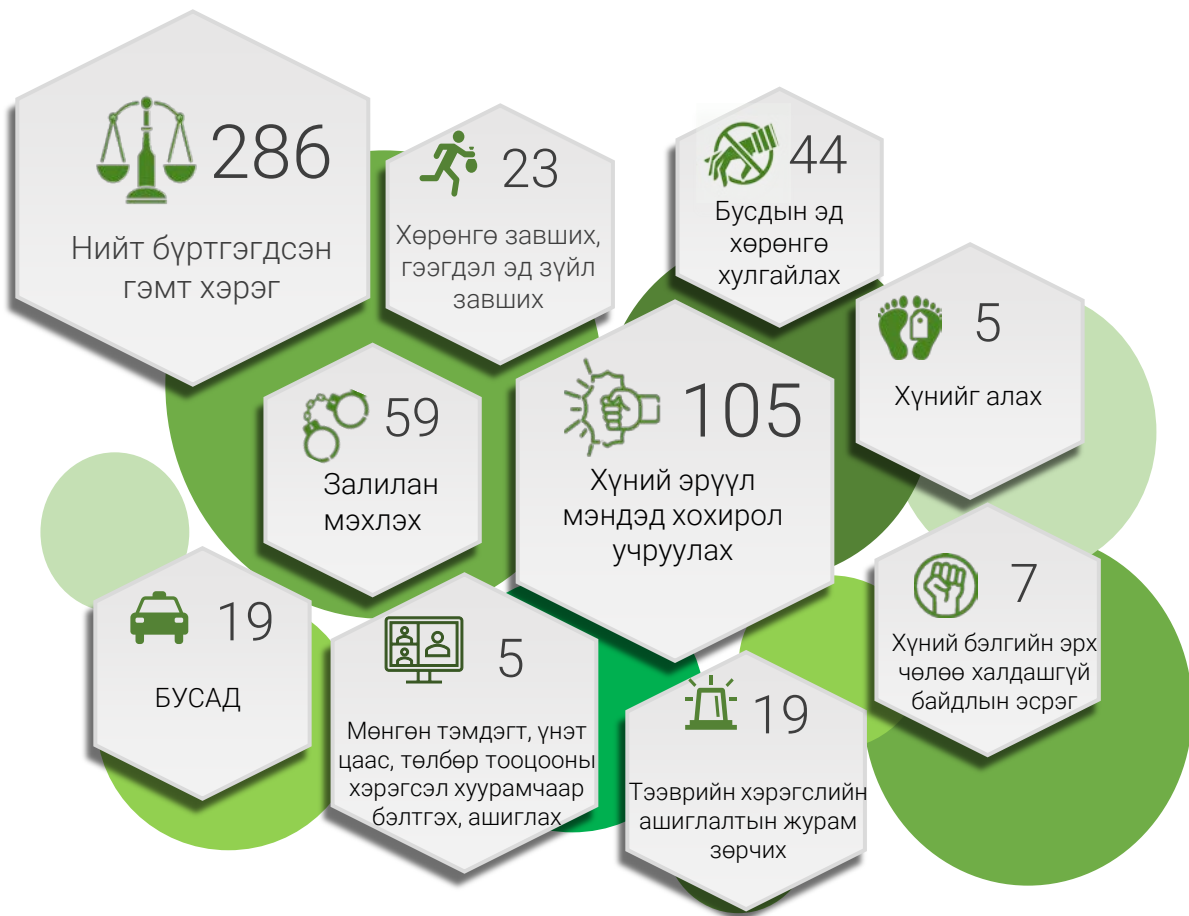 286
Нийт бүртгэгдсэн
гэмт хэрэг
23
Хөрөнгө завших,
гээгдэл эд зүйл
завших
44
Бусдын эд
хөрөнгө
хулгайлах
5
Хүнийг алах
59
Залилан
мэхлэх
105
Хүний эрүүл
мэндэд хохирол
учруулах
7
Хүний бэлгийн эрх
чөлөө халдашгүй
байдлын эсрэг
19
БУСАД
5
Мөнгөн тэмдэгт, үнэт
цаас, төлбөр тооцооны
хэрэгсэл хуурамчаар
бэлтгэх, ашиглах
19
Тээврийн хэрэгслийн
ашиглалтын журам
зөрчих